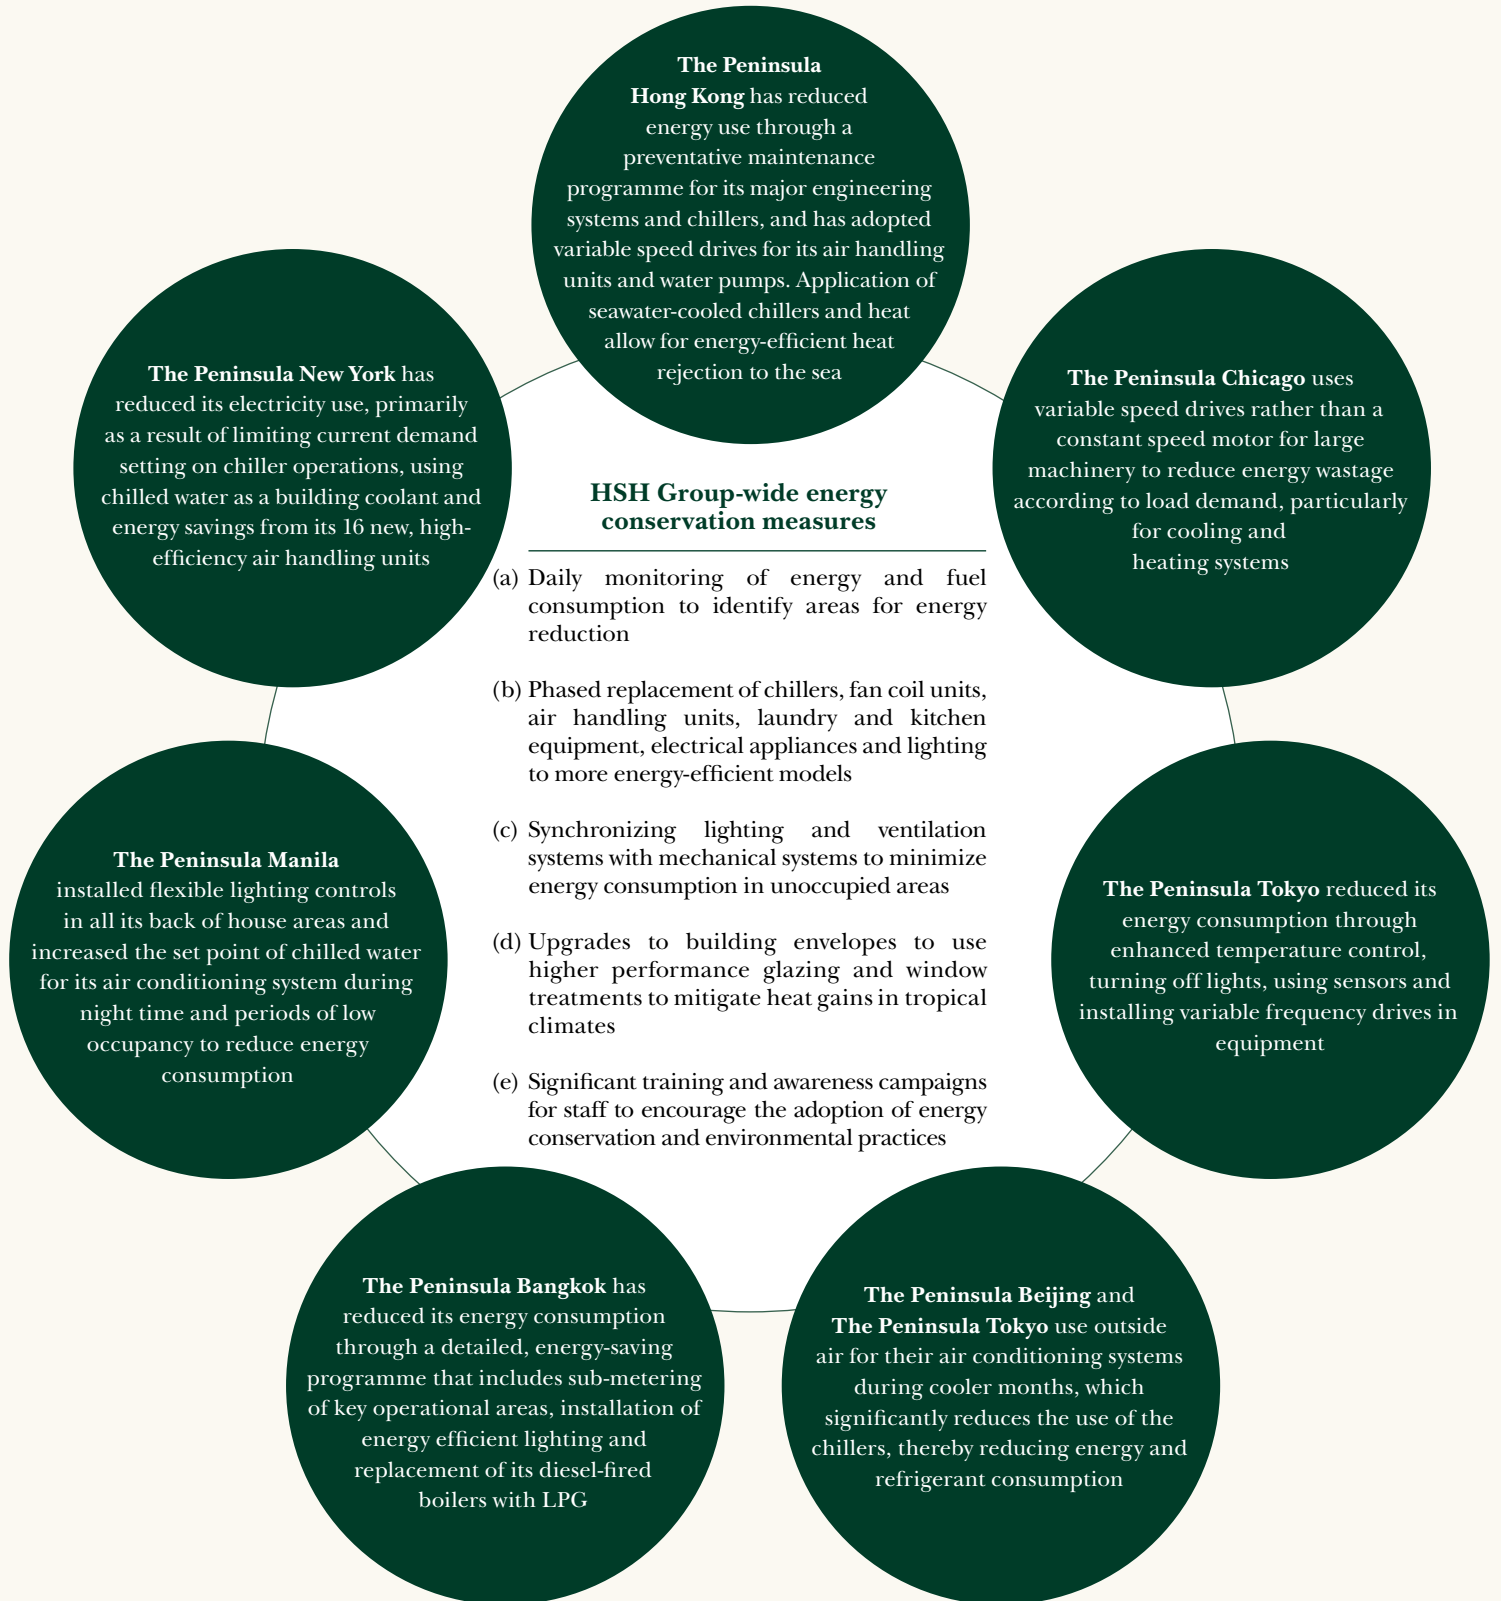 The Peninsula
Hong Kong has reduced
energy use through a
preventative maintenance
programme for its major engineering
systems and chillers, and has adopted
variable speed drives for its air handling
units and water pumps. Application of
seawater-cooled chillers and heat
allow for energy-efficient heat
rejection to the sea
The Peninsula New York has
reduced its electricity use, primarily
as a result of limiting current demand
setting on chiller operations, using
chilled water as a building coolant and
energy savings from its 16 new, high-
efficiency air handling units
The Peninsula Chicago uses
variable speed drives rather than a
constant speed motor for large
machinery to reduce energy wastage
according to load demand, particularly
for cooling and
heating systems
HSH Group-wide energy
conservation measures
(a) Daily monitoring of energy and fuel
consumption to identify areas for energy
reduction
(b) Phased replacement of chillers, fan coil units,
air handling units, laundry and kitchen
equipment, electrical appliances and lighting
to more energy-efficient models
(c) Synchronizing lighting and ventilation
systems with mechanical systems to minimize
energy consumption in unoccupied areas
(d) Upgrades to building envelopes to use
higher performance glazing and window
treatments to mitigate heat gains in tropical
climates
(e) Significant training and awareness campaigns
for staff to encourage the adoption of energy
conservation and environmental practices
The Peninsula Manila
installed flexible lighting controls
in all its back of house areas and
increased the set point of chilled water
for its air conditioning system during
night time and periods of low
occupancy to reduce energy
consumption
The Peninsula Tokyo reduced its
energy consumption through
enhanced temperature control,
turning off lights, using sensors and
installing variable frequency drives in
equipment
The Peninsula Bangkok has
reduced its energy consumption
through a detailed, energy-saving
programme that includes sub-metering
of key operational areas, installation of
energy efficient lighting and
replacement of its diesel-fired
boilers with LPG
The Peninsula Beijing and
The Peninsula Tokyo use outside
air for their air conditioning systems
during cooler months, which
significantly reduces the use of the
chillers, thereby reducing energy and
refrigerant consumption